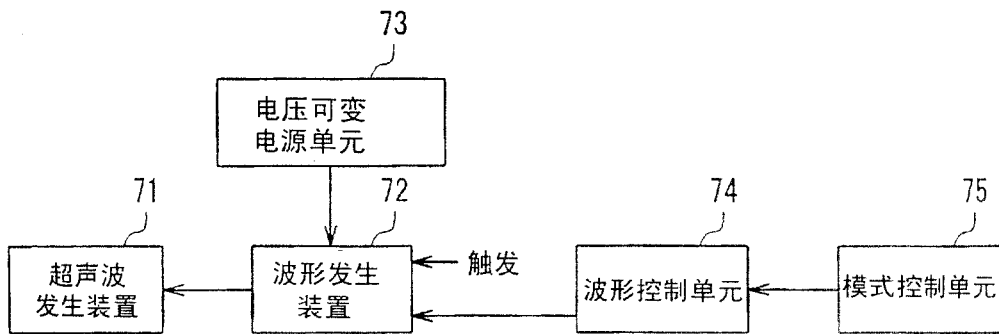 73
电压可变
电源单元
71
72
74
75
超声波
发生装置
波形发生
装置
触发
波形控制单元
模式控制单元